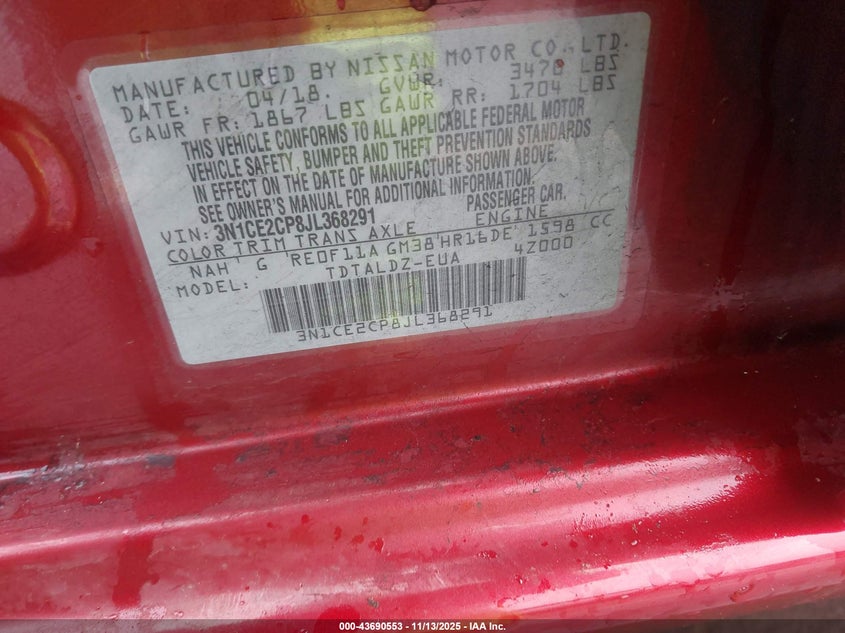 MANUFACTURED BY NISSAN MOTOR CO., LTD.
DATE: 04/18. GVWR: 3478 LBS
GAWR FR: 1867 LBS GAWR RR: 1704 LBS
THIS VEHICLE CONFORMS TO ALL APPLICABLE FEDERAL MOTOR
VEHICLE SAFETY, BUMPER AND THEFT PREVENTION STANDARDS
IN EFFECT ON THE DATE OF MANUFACTURE SHOWN ABOVE.
SEE OWNER'S MANUAL FOR ADDITIONAL INFORMATION.
VIN: 3N1CE2CP8JL368291 PASSENGER CAR.
COLOR TRIM TRANS AXLE ENGINE
NAH G RE0F11A GM38 HR16DE 1598 CC
MODEL: TDTALDZ-EUA 4Z000
3N1CE2CP8JL368291
000-43690553 - 11/13/2025 - IAA Inc.